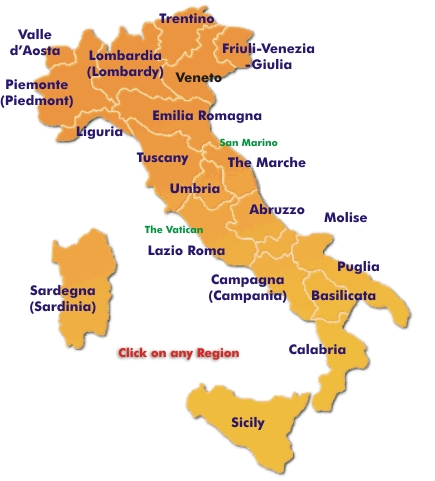 Trentino
Valle
d'Aosta
Friuli-Venezia
-Giulia
Lombardia
(Lombardy)
Veneto
Piemonte
(Piedmont)
Emilia Romagna
Liguria
San Marino
Tuscany
The Marche
Umbria
Abruzzo
Molise
The Vatican
Lazio Roma
Puglia
Campagna
(Campania)
Basilicata
Sardegna
(Sardinia)
Calabria
Click on any Region
Sicily